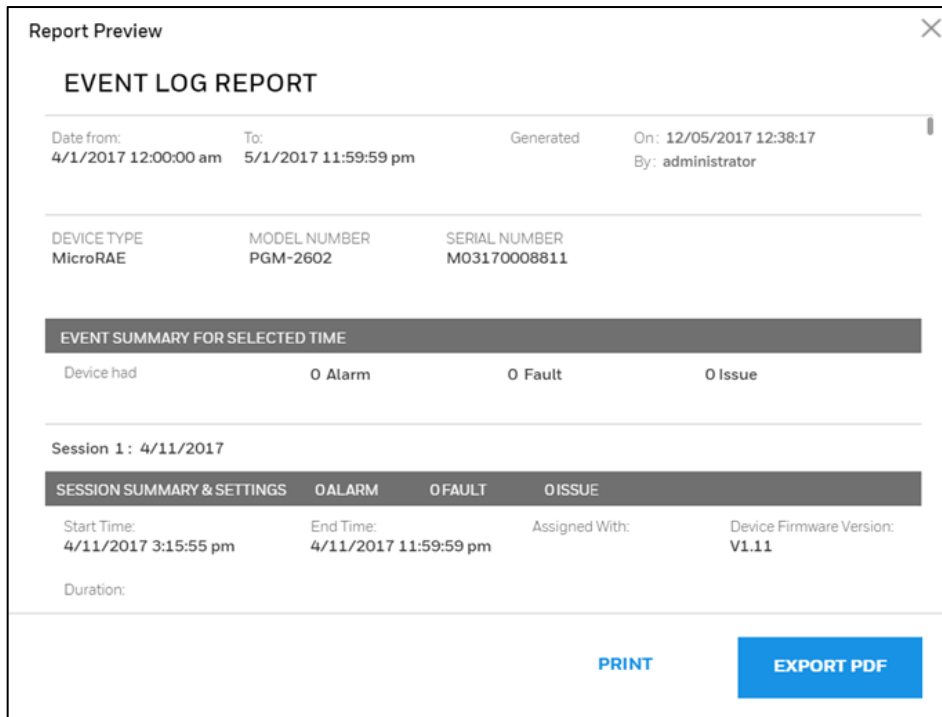 Report Preview
EVENT LOG REPORT
Date from: To: Generated On: 12/05/2017 12:38:17
4/1/2017 12:00:00 am 5/1/2017 11:59:59 pm By: administrator
DEVICE TYPE MODEL NUMBER SERIAL NUMBER
MicroRAE PGM-2602 M03170008811
EVENT SUMMARY FOR SELECTED TIME
Device had 0 Alarm 0 Fault 0 Issue
Session 1: 4/11/2017
SESSION SUMMARY & SETTINGS 0 ALARM 0 FAULT 0 ISSUE
Start Time: End Time: Assigned With: Device Firmware Version:
4/11/2017 3:15:55 pm 4/11/2017 11:59:59 pm V1.11
Duration:
PRINT EXPORT PDF